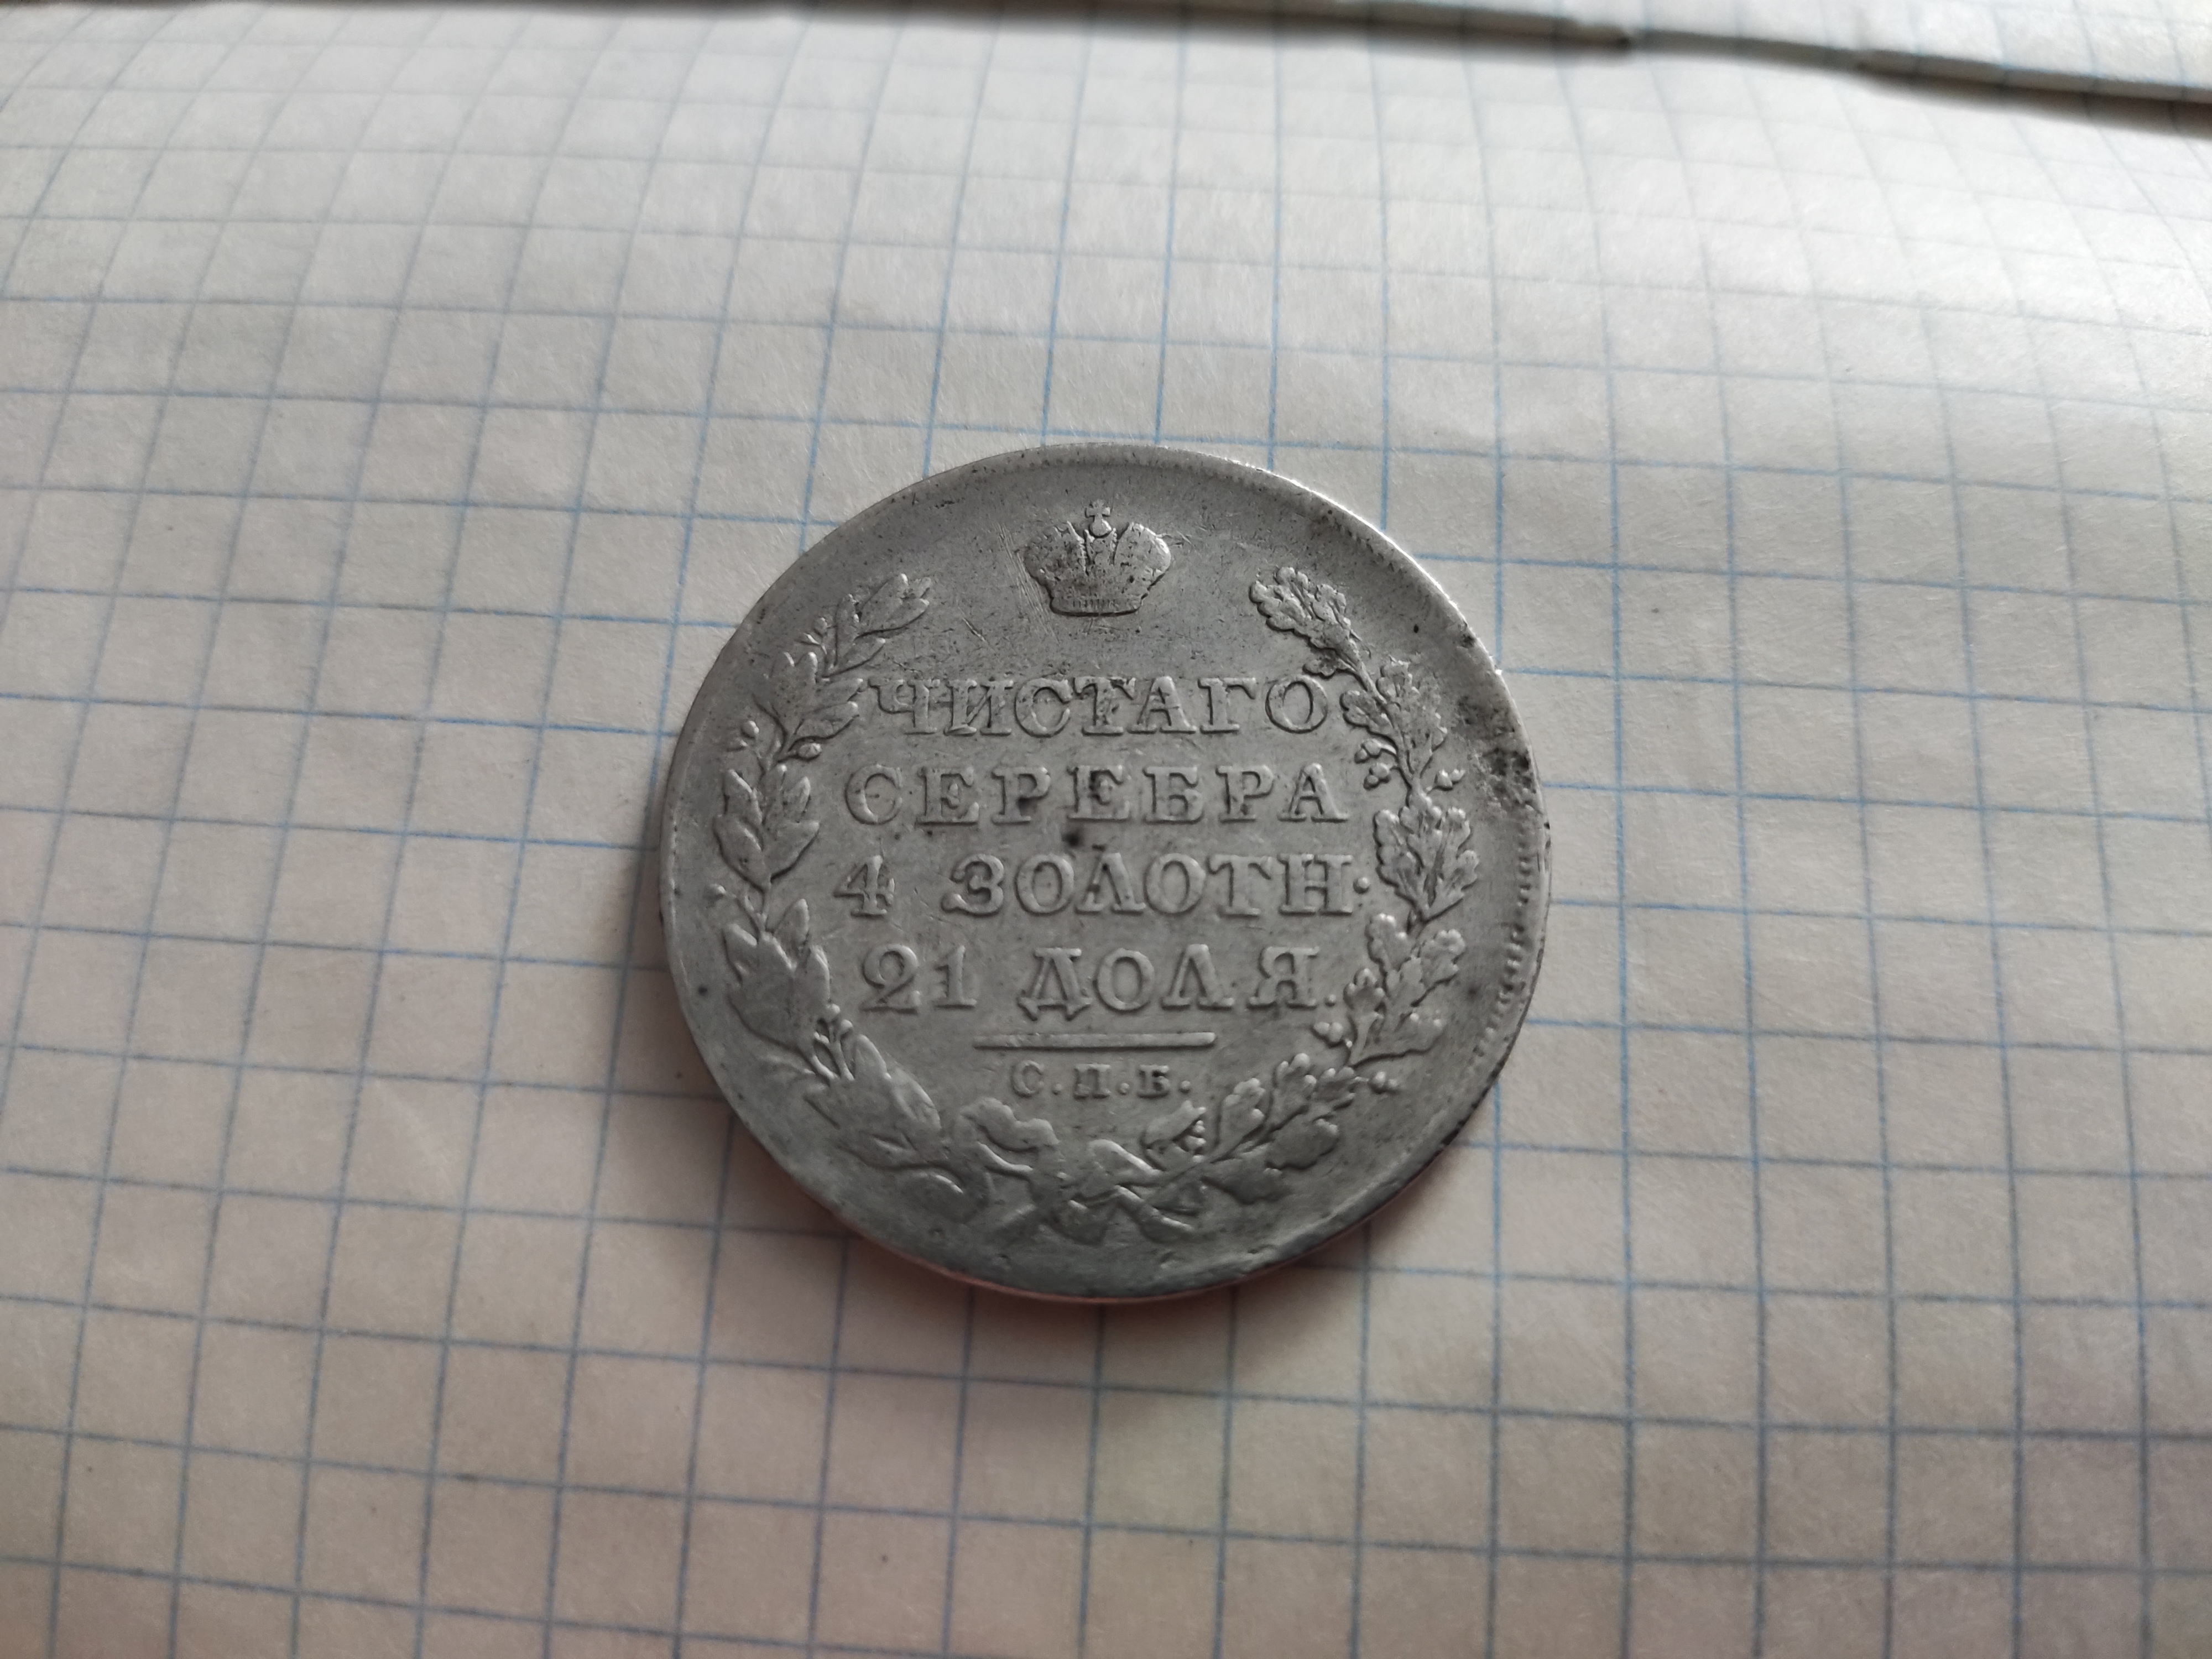 ЧИСТАГО
СЕРЕБРА
4 ЗОЛОТН.
21 ДОЛЯ.
С.П.Б.